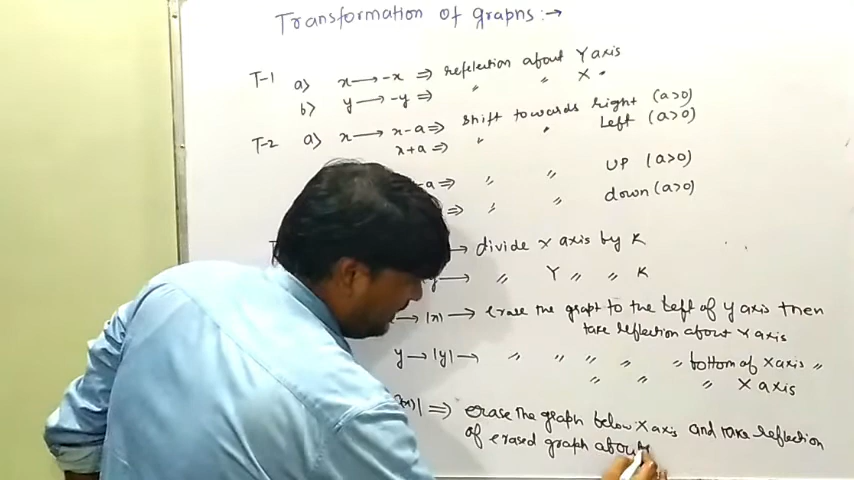 Transformation of graphs :→
T-1 a) x → -x ⇒ refelection about Y axis
b) y → -y ⇒ " " X "
T-2 a) x → x-a ⇒ shift towards right (a>0)
x+a ⇒ " " Left (a>0)
-a ⇒ " " UP (a>0)
⇒ " " down (a>0)
→ divide x axis by K
→ " Y " " K
→ |x| → erase the graph to the Left of y axis then
take reflection about Y axis
y → |y| → " " " " " bottom of X axis "
" " " X axis
| ⇒ erase the graph below X axis and take reflection
of erased graph abou